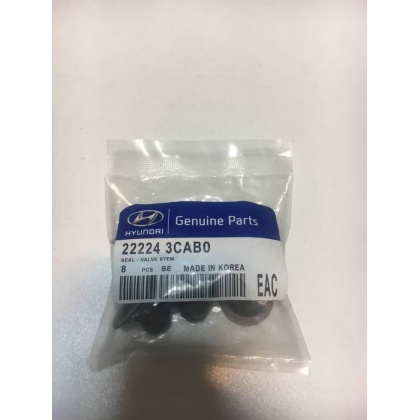 HYUNDAI
Genuine Parts
22224 3CAB0
SEAL - VALVE STEM
8 PCS BE MADE IN KOREA
EAC